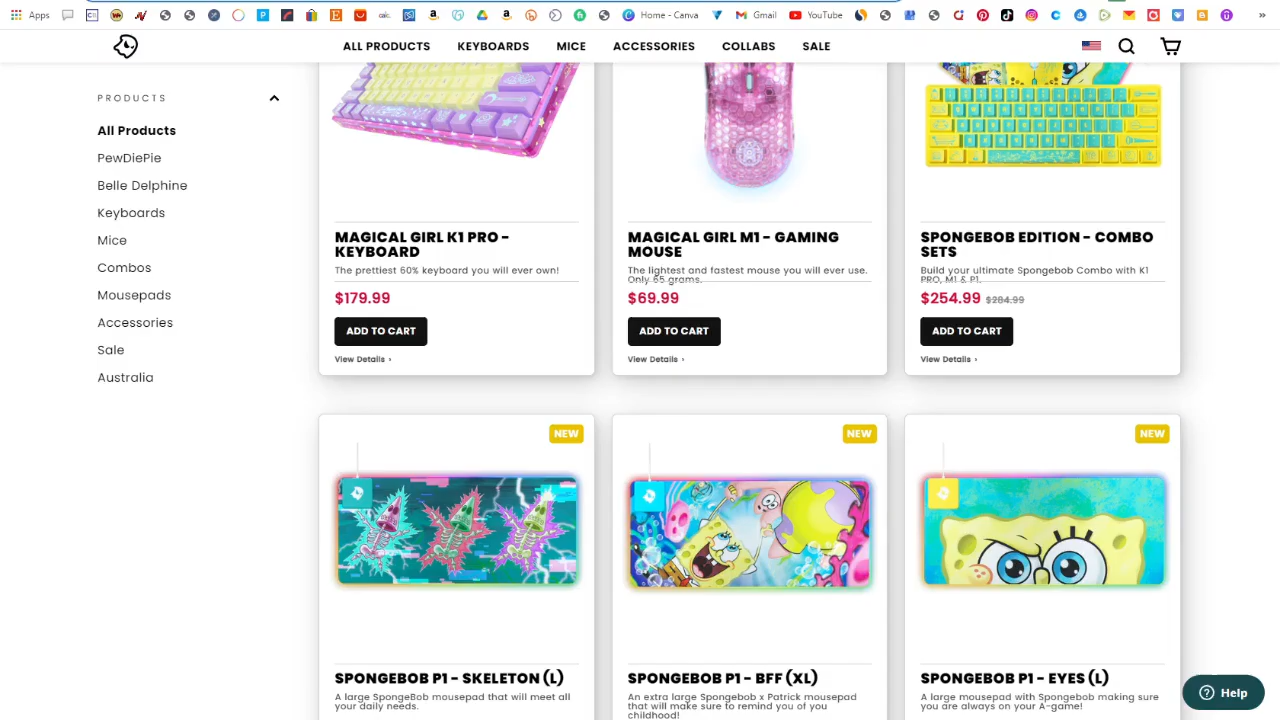 Apps
Home - Canva
Gmail
YouTube
»
ALL PRODUCTS
KEYBOARDS
MICE
ACCESSORIES
COLLABS
SALE
PRODUCTS
All Products
PewDiePie
Belle Delphine
Keyboards
Mice
Combos
Mousepads
Accessories
Sale
Australia
MAGICAL GIRL K1 PRO -
KEYBOARD
The prettiest 60% keyboard you will ever own!
$179.99
ADD TO CART
View Details ›
MAGICAL GIRL M1 - GAMING
MOUSE
The lightest and fastest mouse you will ever use.
Only 65 grams.
$69.99
ADD TO CART
View Details ›
SPONGEBOB EDITION - COMBO
SETS
Build your ultimate Spongebob Combo with K1
PRO, M1 & P1.
$254.99 $284.99
ADD TO CART
View Details ›
NEW
SPONGEBOB P1 - SKELETON (L)
A large SpongeBob mousepad that will meet all
your daily needs.
NEW
SPONGEBOB P1 - BFF (XL)
An extra large Spongebob x Patrick mousepad
that will make sure to remind you of you
childhood!
NEW
SPONGEBOB P1 - EYES (L)
A large mousepad with Spongebob making sure
you are always on your A-game!
Help